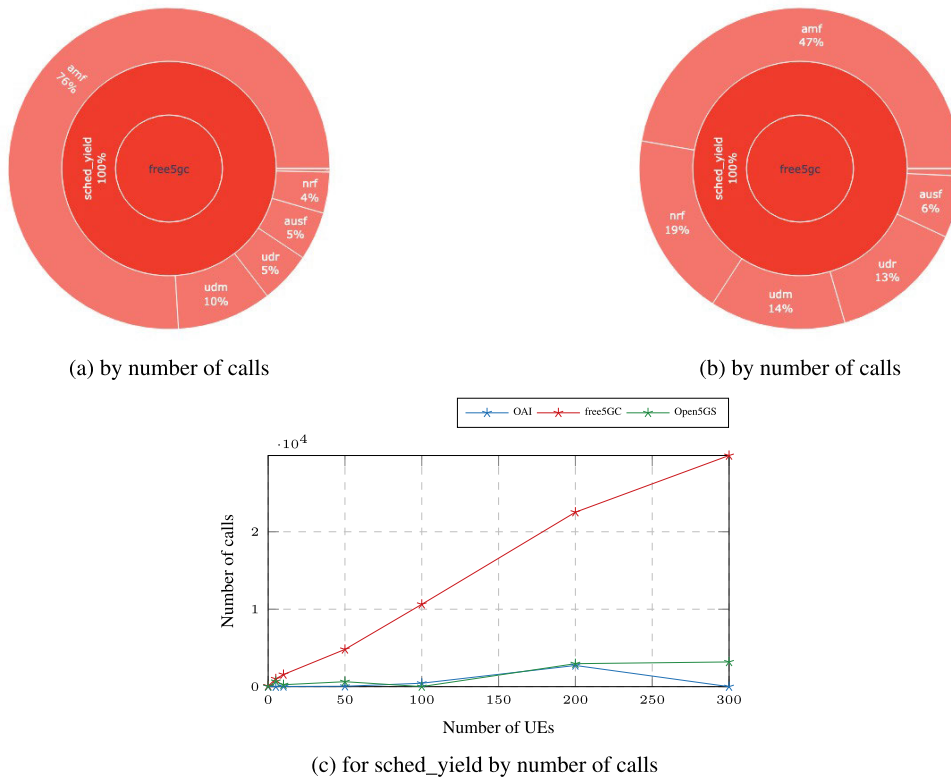 amf
76%
sched_yield
100%
free5gc
nrf
4%
ausf
5%
udr
5%
udm
10%
(a) by number of calls
amf
47%
sched_yield
100%
free5gc
nrf
19%
ausf
6%
udr
13%
udm
14%
(b) by number of calls
OAI free5GC Open5GS
·10⁴
2
1
0
Number of calls
0 50 100 150 200 250 300
Number of UEs
(c) for sched_yield by number of calls